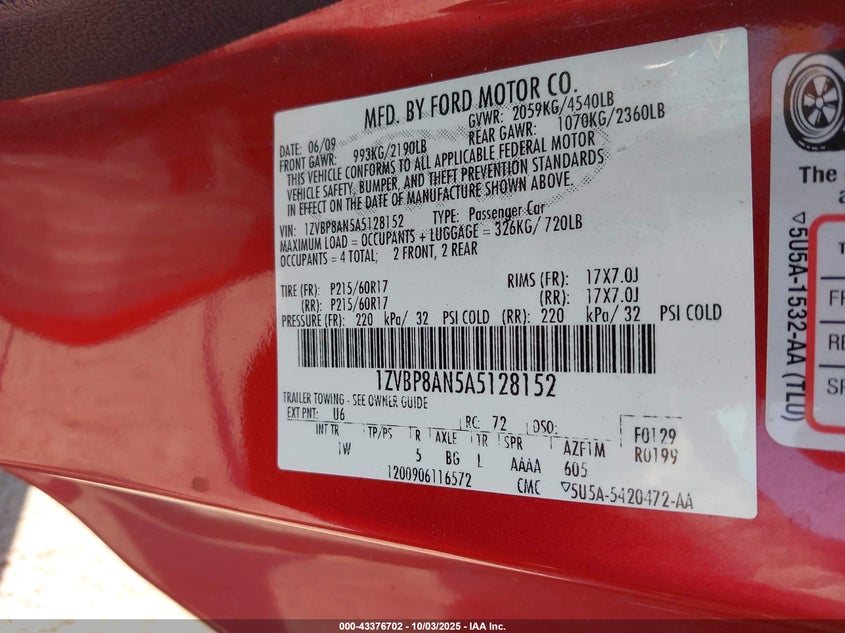 MFD. BY FORD MOTOR CO.
DATE: 06/09 GVWR: 2059KG/4540LB
FRONT GAWR: 993KG/2190LB REAR GAWR: 1070KG/2360LB
THIS VEHICLE CONFORMS TO ALL APPLICABLE FEDERAL MOTOR
VEHICLE SAFETY, BUMPER, AND THEFT PREVENTION STANDARDS
IN EFFECT ON THE DATE OF MANUFACTURE SHOWN ABOVE.
VIN: 1ZVBP8AN5A5128152 TYPE: Passenger Car
MAXIMUM LOAD = OCCUPANTS + LUGGAGE = 326KG/ 720LB
OCCUPANTS = 4 TOTAL; 2 FRONT, 2 REAR
TIRE (FR): P215/60R17 RIMS (FR): 17X7.0J
(RR): P215/60R17 (RR): 17X7.0J
PRESSURE (FR): 220 kPa/ 32 PSI COLD (RR): 220 kPa/ 32 PSI COLD
1ZVBP8AN5A5128152
TRAILER TOWING - SEE OWNER GUIDE
EXT PNT: U6 RC: 72 DSO: F0129
INT TR TP/PS R AXLE TR SPR AZF1M R0199
1W 5 BG L AAAA 605
1200906116572 CMC ▽5U5A-5420472-AA
The
a
▽5U5A-1532-AA (TL0)
T
FR
RE
SP
000-43376702 - 10/03/2025 - IAA Inc.